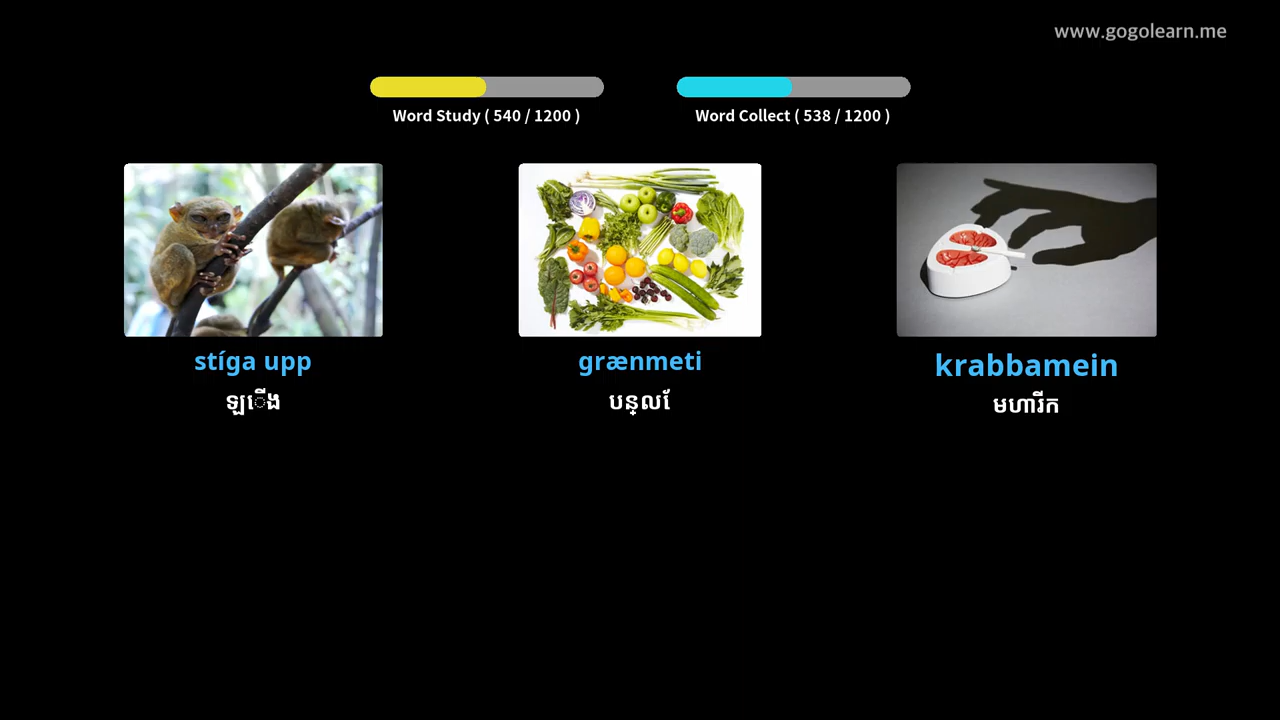 www.gogolearn.me
Word Study ( 540 / 1200 )
Word Collect ( 538 / 1200 )
stíga upp
grænmeti
krabbamein
ឡើង
បន្លែ
មហារីក